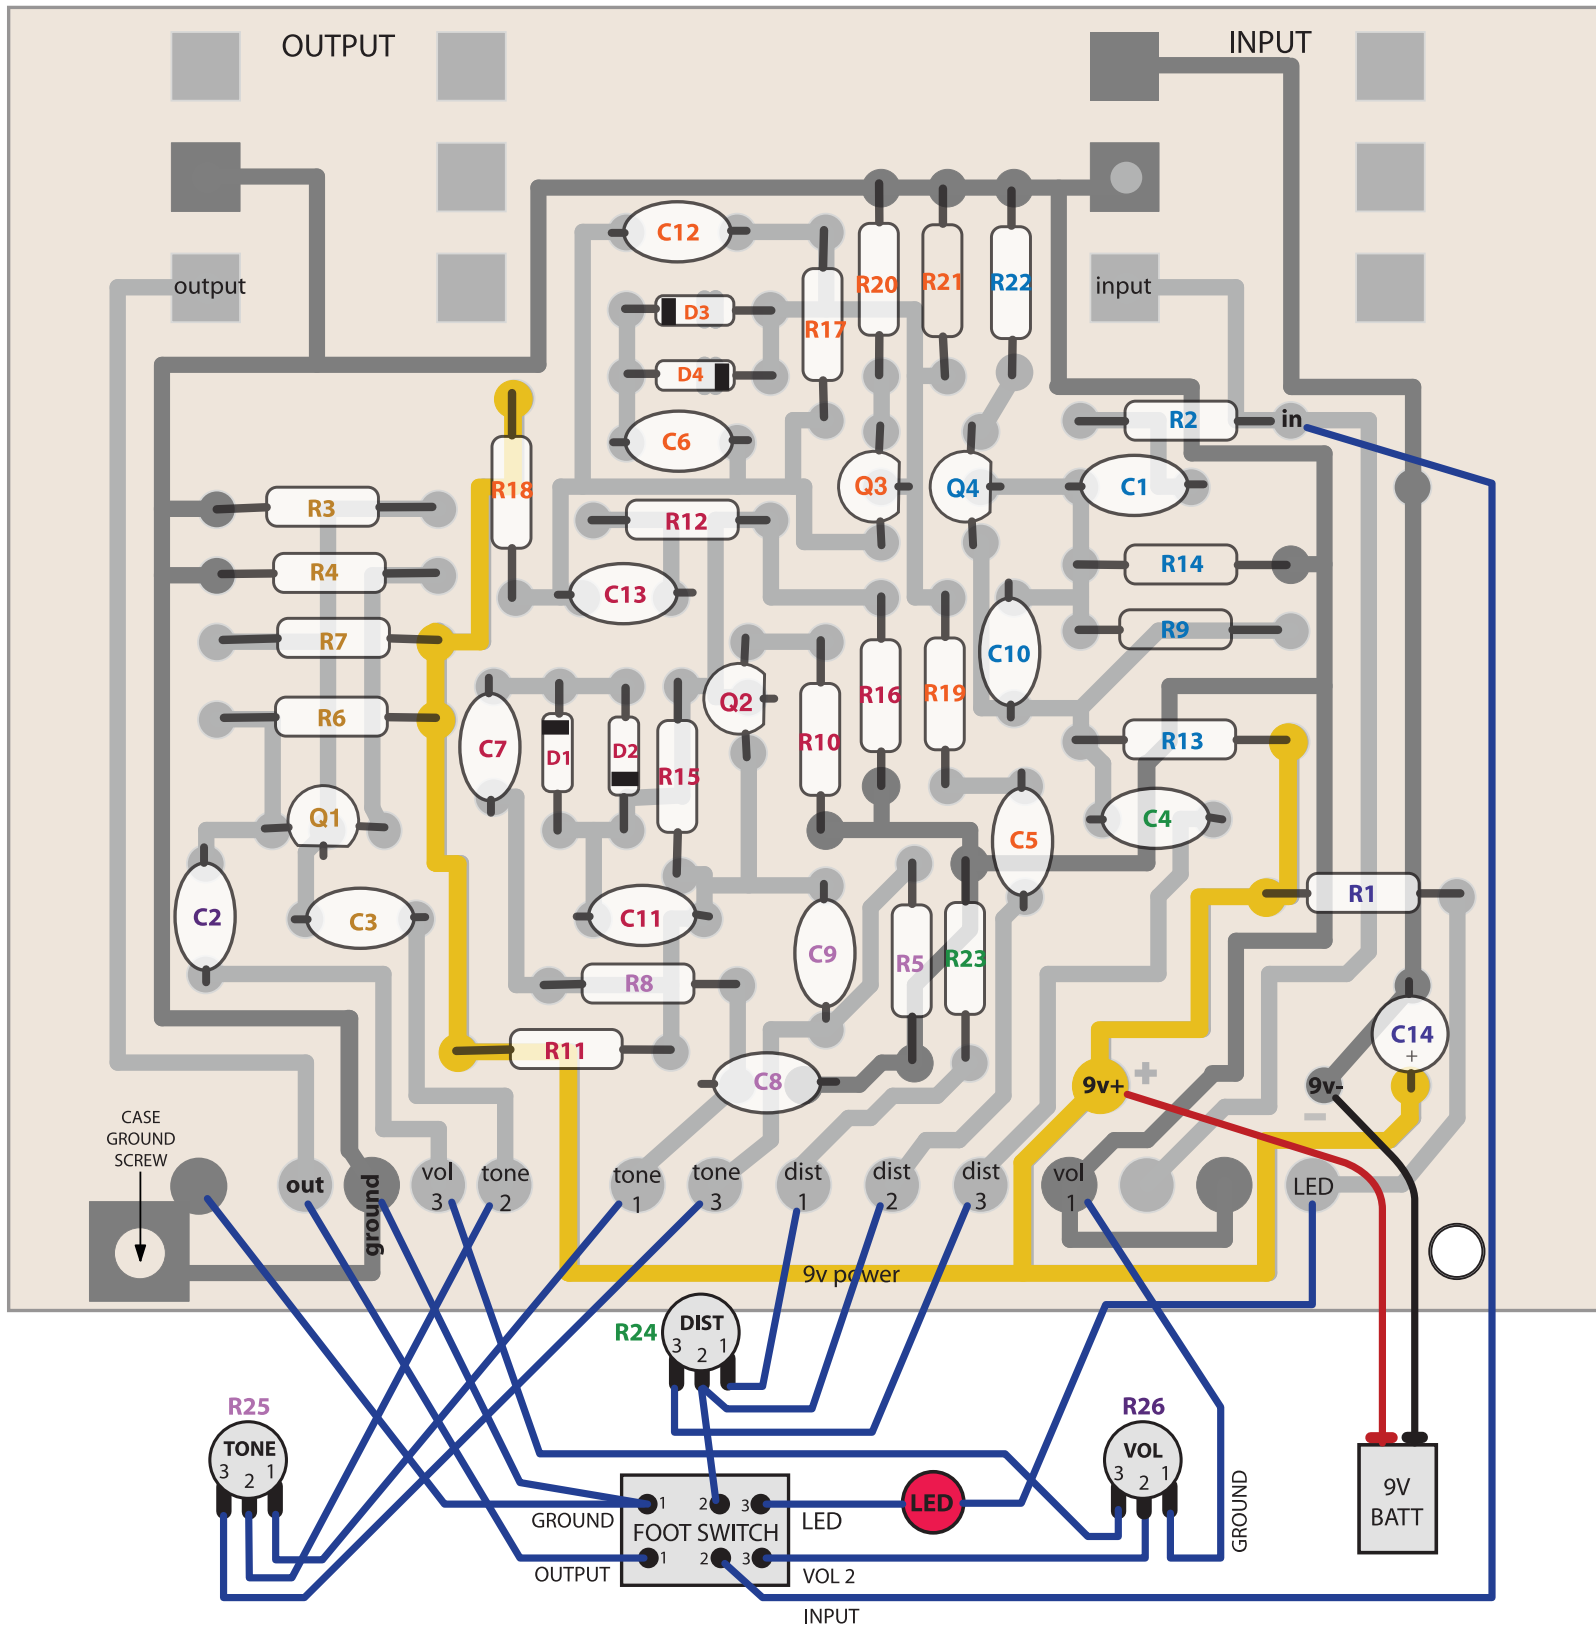 OUTPUT
INPUT
output
input
C12
D3
D4
R17
R20
R21
R22
C6
R2
in
R18
Q3
Q4
C1
R3
R12
R4
C13
R14
R7
R9
C10
R6
C7
D1
D2
R15
Q2
R10
R16
R19
R13
Q1
C5
C4
C2
C3
C11
C9
R5
R23
R1
R8
R11
C8
C14
+
9v+
+
9v-
–
CASE
GROUND
SCREW
out
ground
vol
3
tone
2
tone
1
tone
3
dist
1
dist
2
dist
3
vol
1
LED
9v power
R24
DIST
3 2 1
R25
TONE
3 2 1
R26
VOL
3 2 1
GROUND
9V
BATT
1 2 3
GROUND
FOOT SWITCH
LED
LED
1 2 3
OUTPUT
VOL 2
INPUT